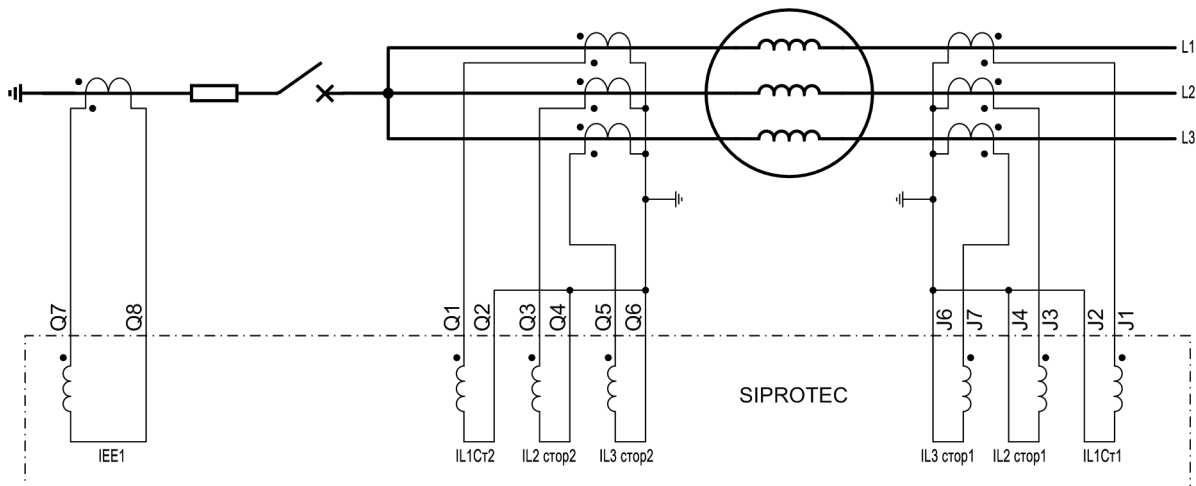 L1
L2
L3
Q7
Q8
Q1
Q2
Q3
Q4
Q5
Q6
J6
J7
J4
J3
J2
J1
SIPROTEC
IEE1
IL1Ст2
IL2 стор2
IL3 стор2
IL3 стор1
IL2 стор1
IL1Ст1